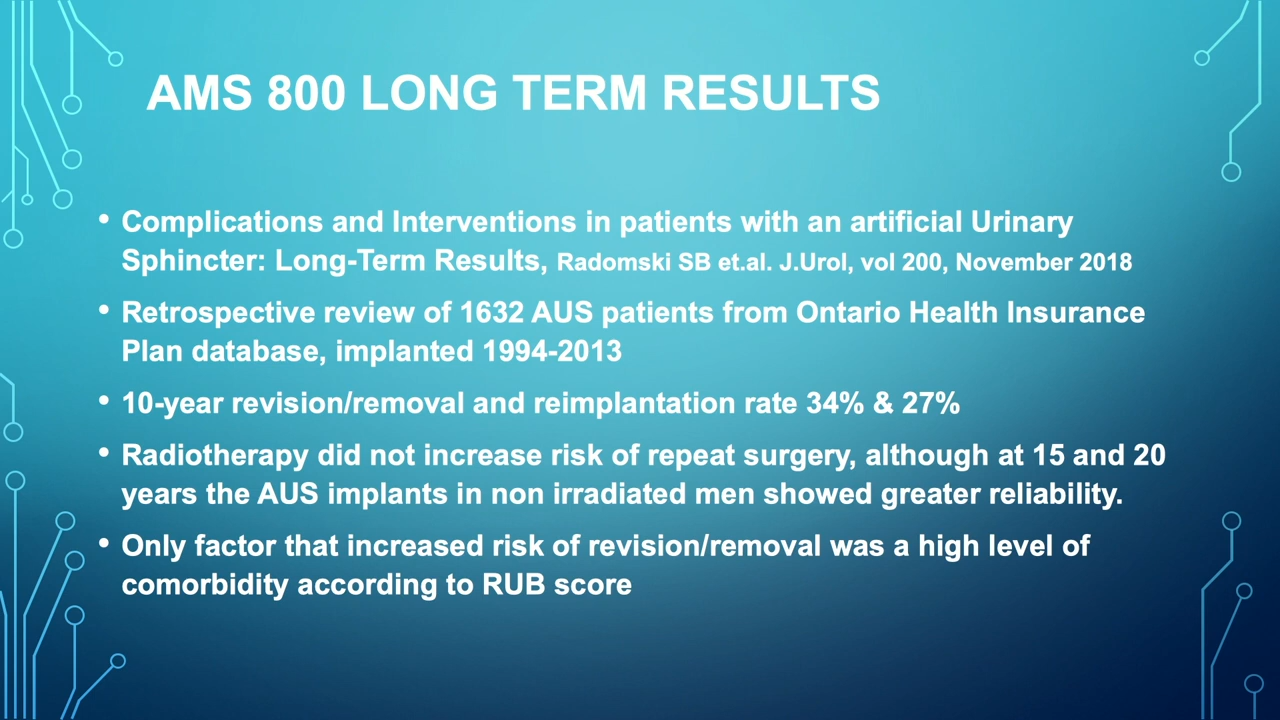 AMS 800 LONG TERM RESULTS
• Complications and Interventions in patients with an artificial Urinary
Sphincter: Long-Term Results, Radomski SB et.al. J.Urol, vol 200, November 2018
• Retrospective review of 1632 AUS patients from Ontario Health Insurance
Plan database, implanted 1994-2013
• 10-year revision/removal and reimplantation rate 34% & 27%
• Radiotherapy did not increase risk of repeat surgery, although at 15 and 20
years the AUS implants in non irradiated men showed greater reliability.
• Only factor that increased risk of revision/removal was a high level of
comorbidity according to RUB score